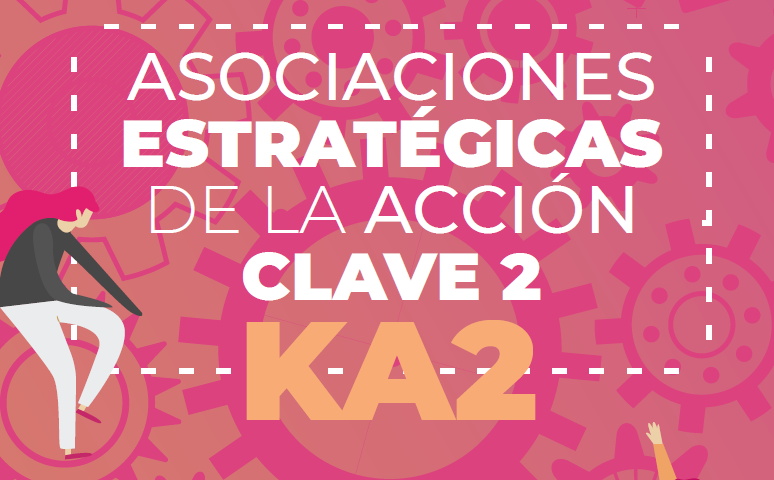 ASOCIACIONES
ESTRATÉGICAS
DE LA ACCIÓN
CLAVE 2
KA2